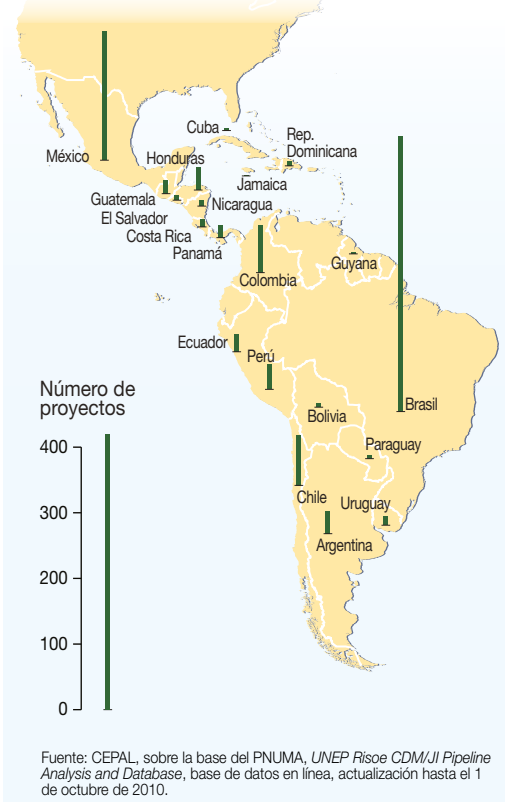 Cuba
Rep.
Dominicana
México
Honduras
Jamaica
Guatemala
Nicaragua
El Salvador
Costa Rica
Panamá
Guyana
Colombia
Ecuador
Perú
Número de
proyectos
Brasil
Bolivia
Paraguay
400
Chile
Uruguay
300
Argentina
200
100
0
Fuente: CEPAL, sobre la base del PNUMA, UNEP Risoe CDM/JI Pipeline
Analysis and Database, base de datos en línea, actualización hasta el 1
de octubre de 2010.